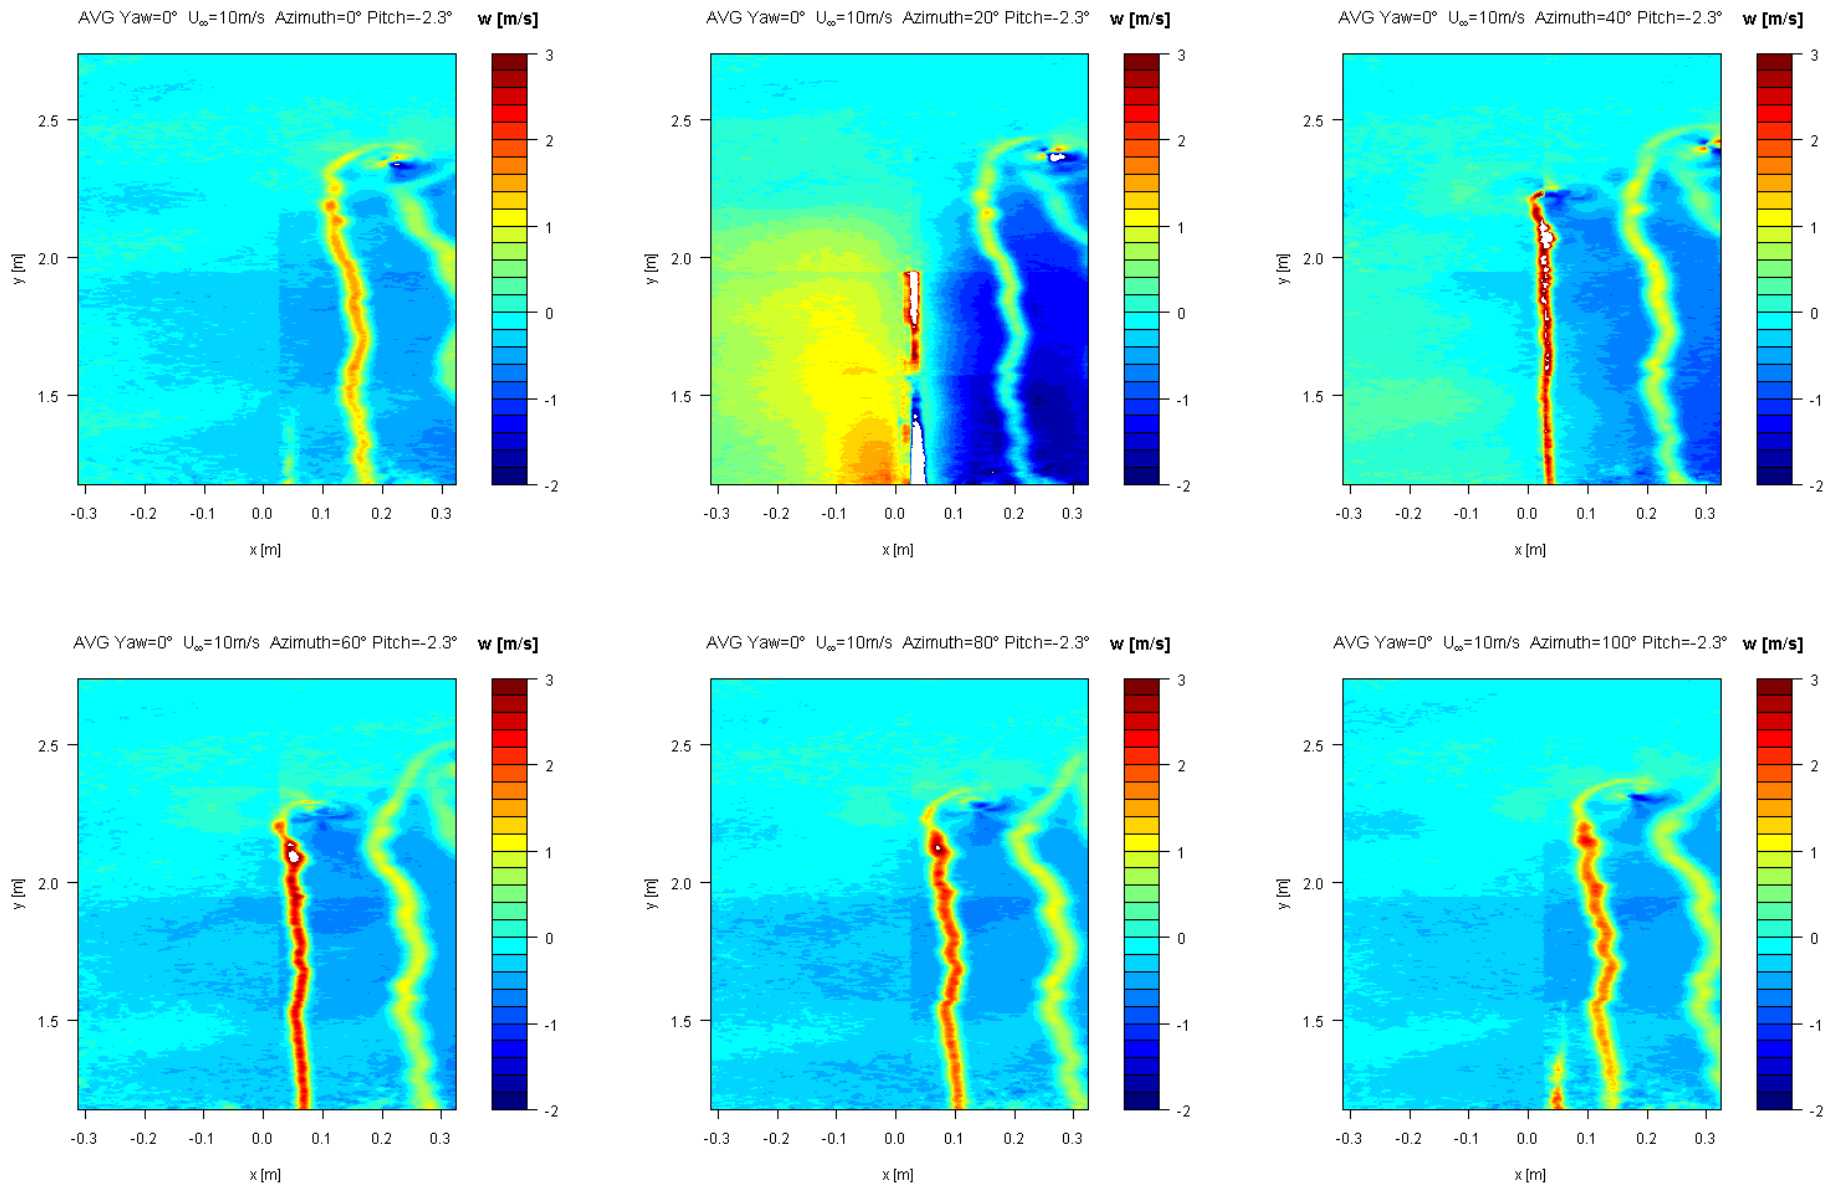 AVG Yaw=0° U∞=10m/s Azimuth=0° Pitch=-2.3° w [m/s]
AVG Yaw=0° U∞=10m/s Azimuth=20° Pitch=-2.3° w [m/s]
AVG Yaw=0° U∞=10m/s Azimuth=40° Pitch=-2.3° w [m/s]
2.5
2.0
1.5
y [m]
-0.3 -0.2 -0.1 0.0 0.1 0.2 0.3
x [m]
3
2
1
0
-1
-2
2.5
2.0
1.5
y [m]
-0.3 -0.2 -0.1 0.0 0.1 0.2 0.3
x [m]
3
2
1
0
-1
-2
2.5
2.0
1.5
y [m]
-0.3 -0.2 -0.1 0.0 0.1 0.2 0.3
x [m]
3
2
1
0
-1
-2
AVG Yaw=0° U∞=10m/s Azimuth=60° Pitch=-2.3° w [m/s]
AVG Yaw=0° U∞=10m/s Azimuth=80° Pitch=-2.3° w [m/s]
AVG Yaw=0° U∞=10m/s Azimuth=100° Pitch=-2.3° w [m/s]
2.5
2.0
1.5
y [m]
-0.3 -0.2 -0.1 0.0 0.1 0.2 0.3
x [m]
3
2
1
0
-1
-2
2.5
2.0
1.5
y [m]
-0.3 -0.2 -0.1 0.0 0.1 0.2 0.3
x [m]
3
2
1
0
-1
-2
2.5
2.0
1.5
y [m]
-0.3 -0.2 -0.1 0.0 0.1 0.2 0.3
x [m]
3
2
1
0
-1
-2